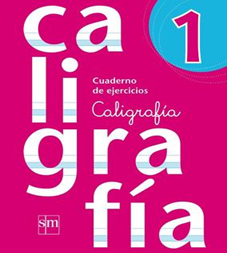 ca
1
Cuaderno
de ejercicios
li
Caligrafía
gra
fía
sm